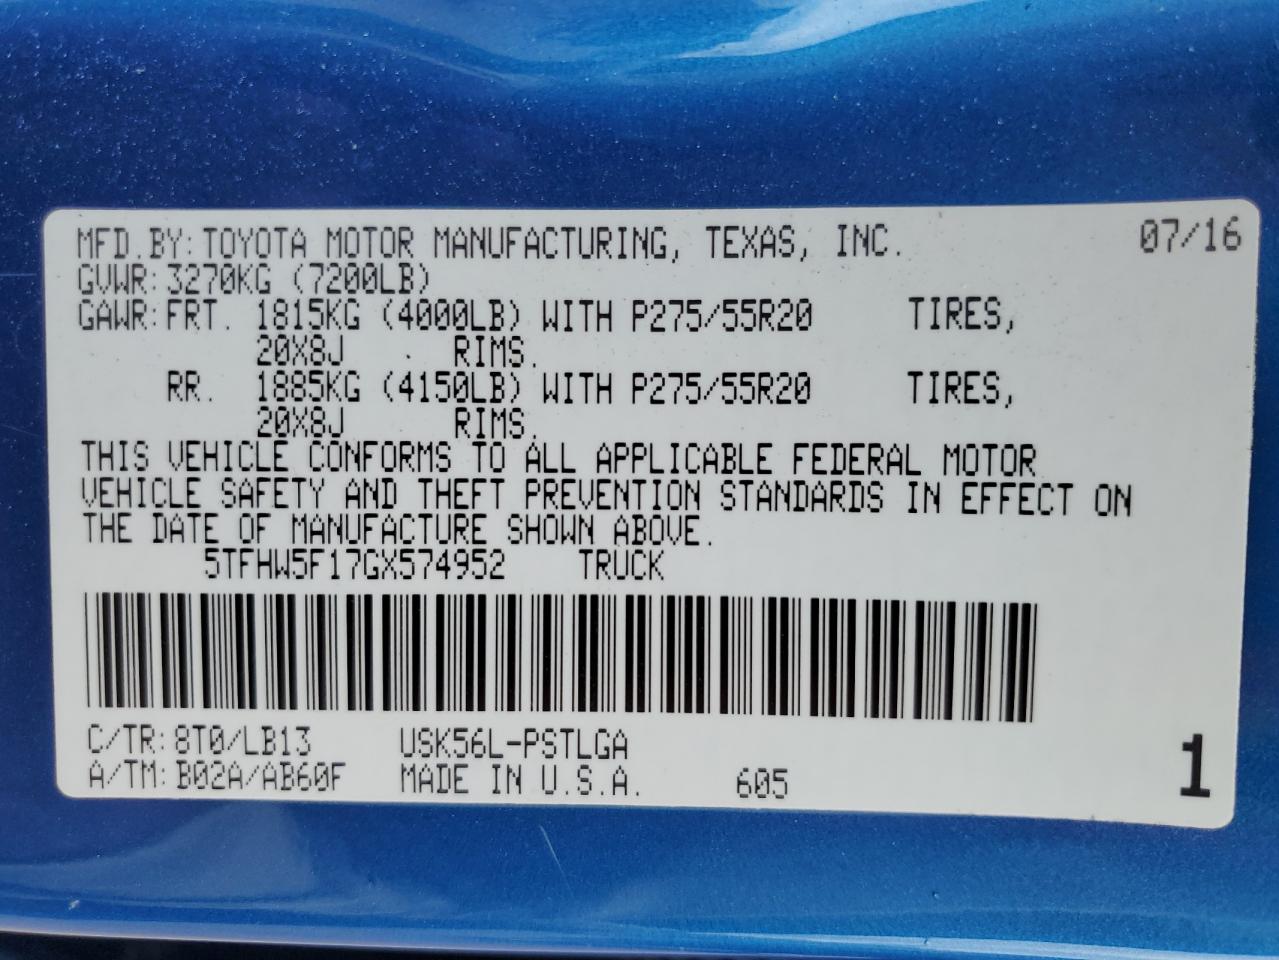 MFD.BY:TOYOTA MOTOR MANUFACTURING, TEXAS, INC. 07/16
GVWR:3270KG (7200LB)
GAWR:FRT. 1815KG (4000LB) WITH P275/55R20 TIRES,
20X8J RIMS.
RR. 1885KG (4150LB) WITH P275/55R20 TIRES,
20X8J RIMS.
THIS VEHICLE CONFORMS TO ALL APPLICABLE FEDERAL MOTOR
VEHICLE SAFETY AND THEFT PREVENTION STANDARDS IN EFFECT ON
THE DATE OF MANUFACTURE SHOWN ABOVE.
5TFHW5F17GX574952 TRUCK
C/TR:8T0/LB13 USK56L-PSTLGA
A/TM:B02A/AB60F MADE IN U.S.A. 605 1